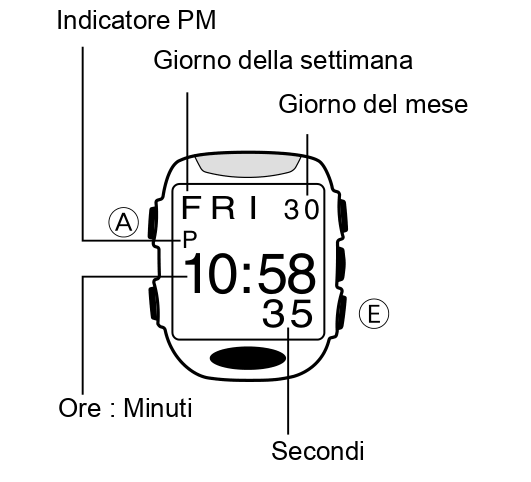 Indicatore PM
Giorno della settimana
Giorno del mese
FRI 30
A
P
10:58
35
E
Ore : Minuti
Secondi